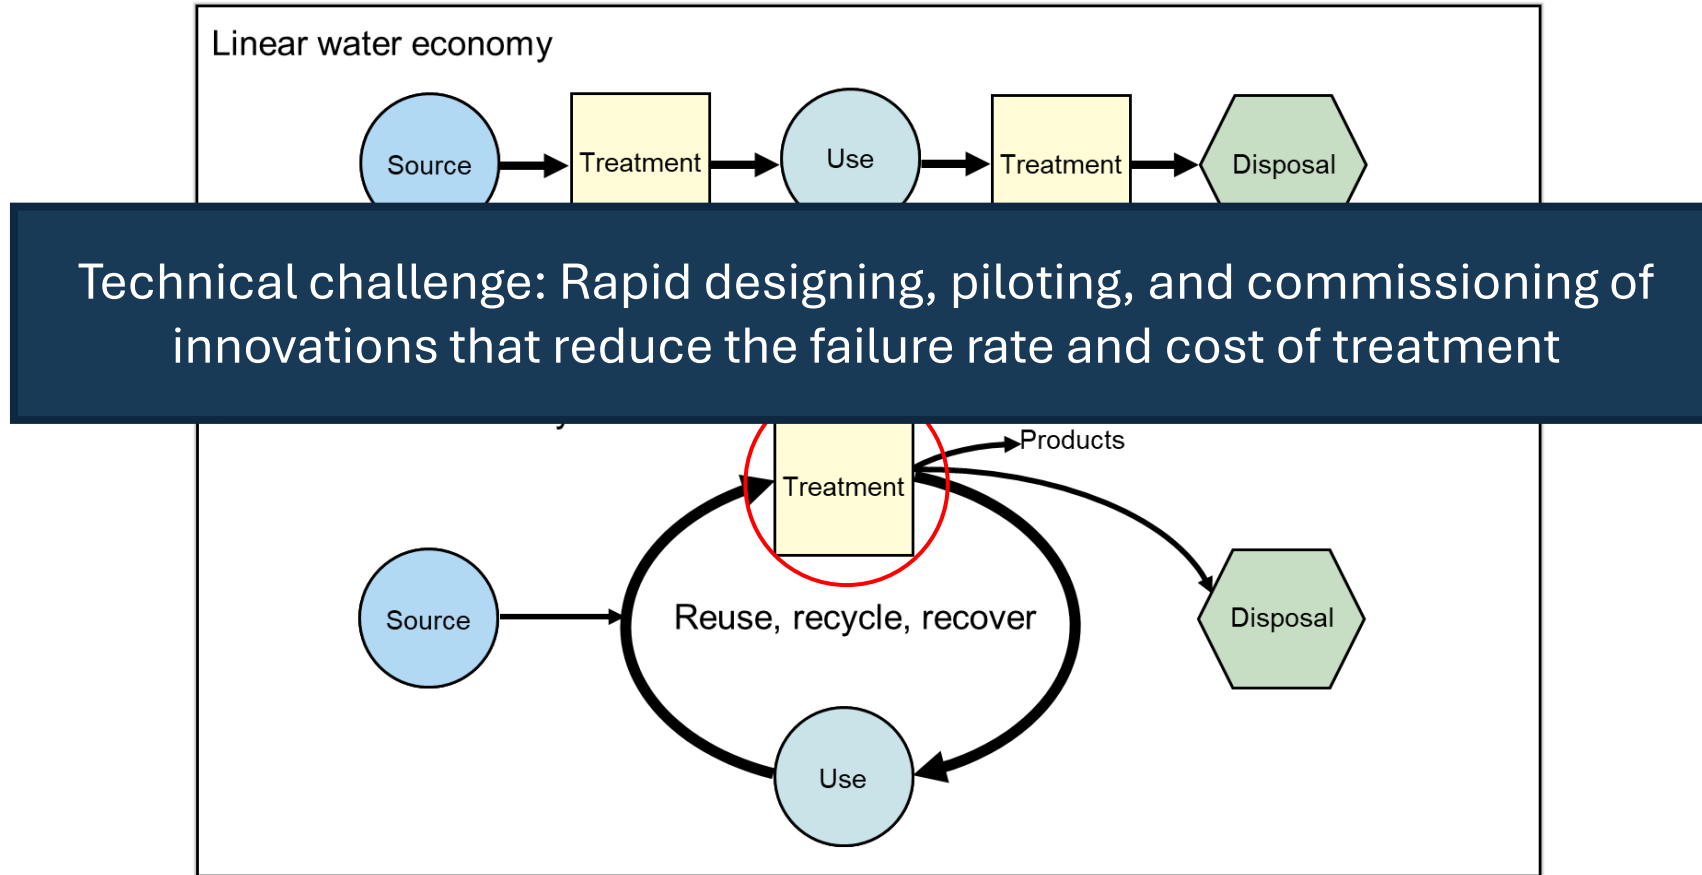 Linear water economy
Source
Treatment
Use
Treatment
Disposal
Technical challenge: Rapid designing, piloting, and commissioning of
innovations that reduce the failure rate and cost of treatment
Products
Treatment
Source
Reuse, recycle, recover
Disposal
Use